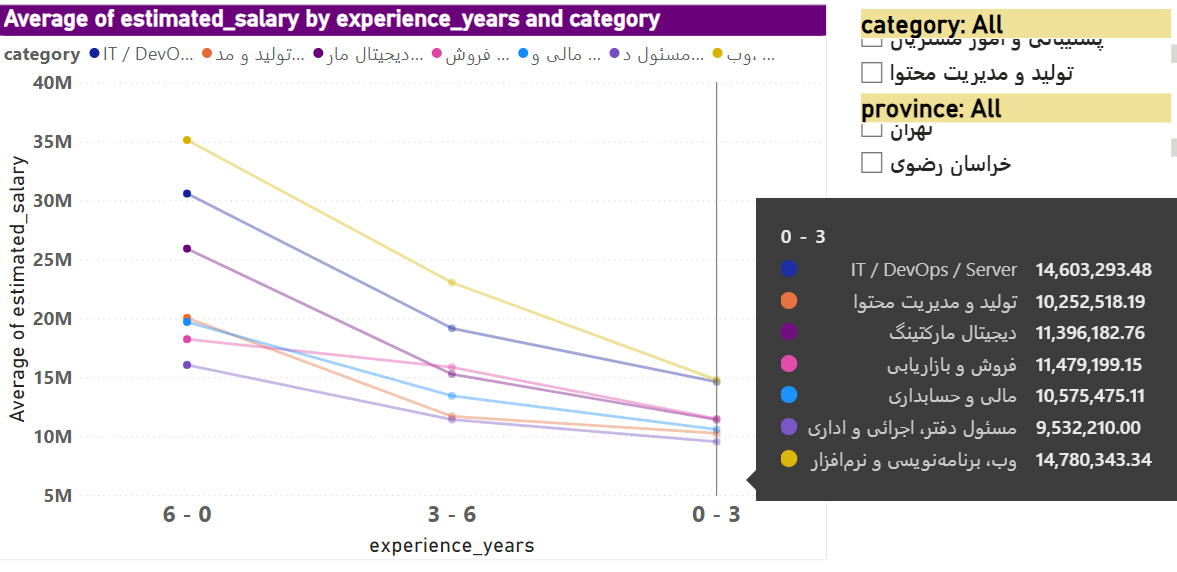 Average of estimated_salary by experience_years and category
category IT / DevO... تولید و مد... دیجیتال مار... فروش ... مالی و ... مسئول د... وب، ...
40M
35M
30M
25M
20M
15M
10M
5M
Average of estimated_salary
6 - 0
3 - 6
0 - 3
experience_years
category: All
پشتیبانی و امور مشتریان
تولید و مدیریت محتوا
province: All
تهران
خراسان رضوی
0 - 3
IT / DevOps / Server 14,603,293.48
تولید و مدیریت محتوا 10,252,518.19
دیجیتال مارکتینگ 11,396,182.76
فروش و بازاریابی 11,479,199.15
مالی و حسابداری 10,575,475.11
مسئول دفتر، اجرائی و اداری 9,532,210.00
وب، برنامه‌نویسی و نرم‌افزار 14,780,343.34